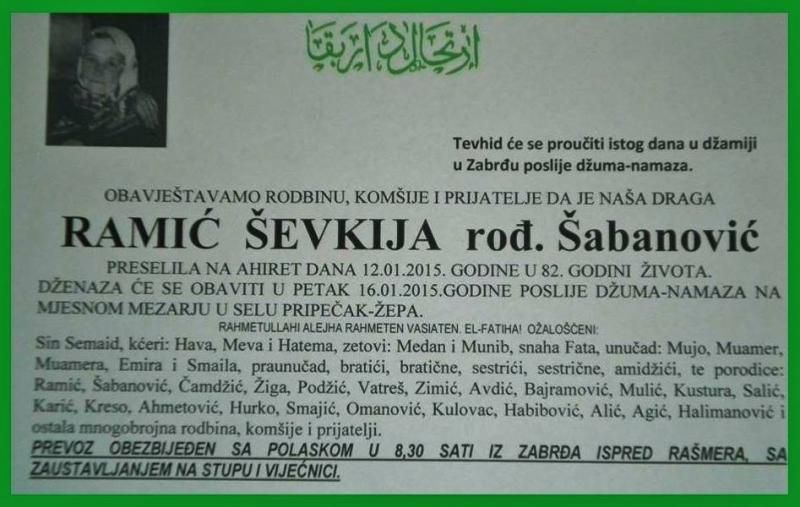 ارتحال دار بقا
Tevhid će se proučiti istog dana u džamiji
u Zabrđu poslije džuma-namaza.
OBAVJEŠTAVAMO RODBINU, KOMŠIJE I PRIJATELJE DA JE NAŠA DRAGA
RAMIĆ ŠEVKIJA rođ. Šabanović
PRESELILA NA AHIRET DANA 12.01.2015. GODINE U 82. GODINI ŽIVOTA.
DŽENAZA ĆE SE OBAVITI U PETAK 16.01.2015.GODINE POSLIJE DŽUMA-NAMAZA NA
MJESNOM MEZARJU U SELU PRIPEČAK-ŽEPA.
RAHMETULLAHI ALEJHA RAHMETEN VASIATEN. EL-FATIHA! OŽALOŠĆENI:
Sin Semaid, kćeri: Hava, Meva i Hatema, zetovi: Medan i Munib, snaha Fata, unučad: Mujo, Muamer,
Muamera, Emira i Smaila, praunučad, bratići, bratične, sestrići, sestrične, amidžići, te porodice:
Ramić, Šabanović, Čamdžić, Žiga, Podžić, Vatreš, Zimić, Avdić, Bajramović, Mulić, Kustura, Salić,
Karić, Kreso, Ahmetović, Hurko, Smajić, Omanović, Kulovac, Habibović, Alić, Agić, Halimanović i
ostala mnogobrojna rodbina, komšije i prijatelji.
PREVOZ OBEZBIJEĐEN SA POLASKOM U 8,30 SATI IZ ZABRĐA ISPRED RAŠMERA, SA
ZAUSTAVLJANJEM NA STUPU I VIJEĆNICI.